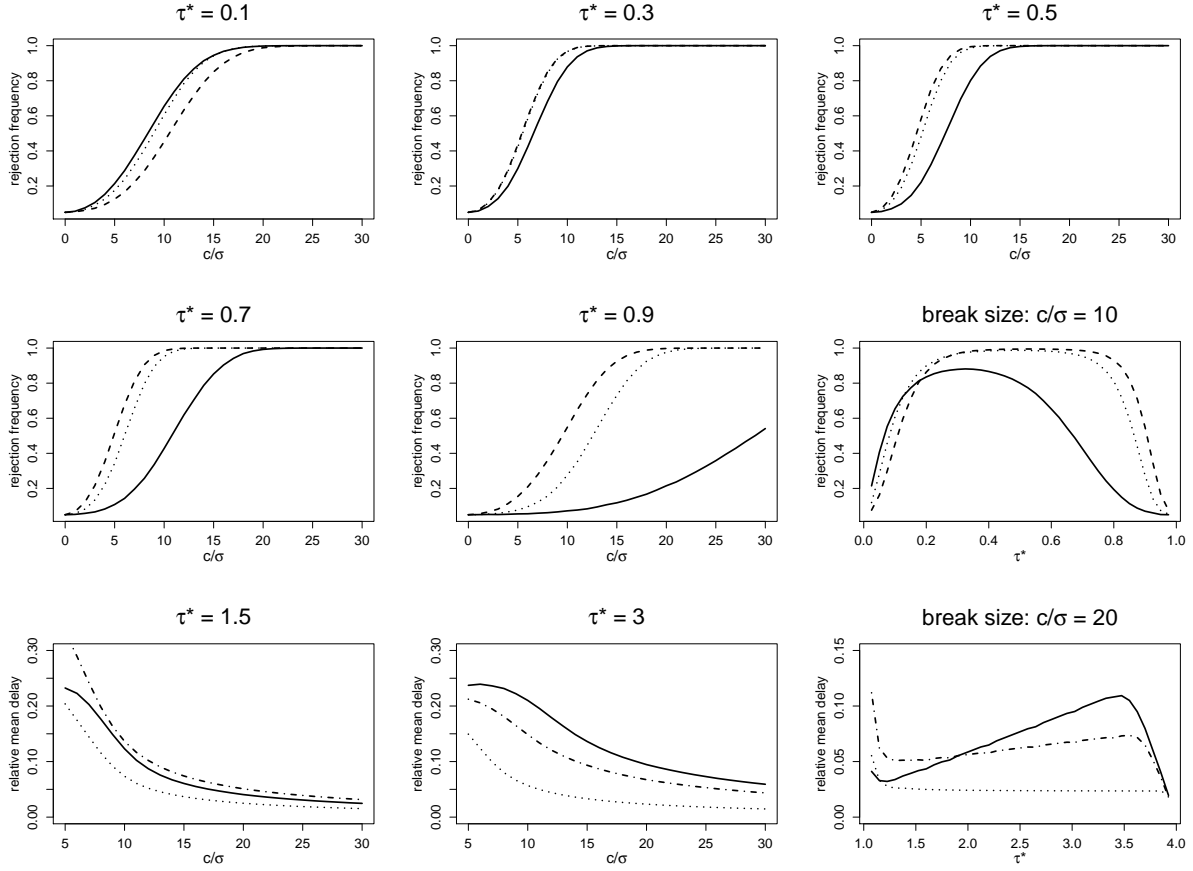 τ* = 0.1
rejection frequency
0.2 0.4 0.6 0.8 1.0
0 5 10 15 20 25 30
c/σ
τ* = 0.3
rejection frequency
0.2 0.4 0.6 0.8 1.0
0 5 10 15 20 25 30
c/σ
τ* = 0.5
rejection frequency
0.2 0.4 0.6 0.8 1.0
0 5 10 15 20 25 30
c/σ
τ* = 0.7
rejection frequency
0.2 0.4 0.6 0.8 1.0
0 5 10 15 20 25 30
c/σ
τ* = 0.9
rejection frequency
0.2 0.4 0.6 0.8 1.0
0 5 10 15 20 25 30
c/σ
break size: c/σ = 10
rejection frequency
0.2 0.4 0.6 0.8 1.0
0.0 0.2 0.4 0.6 0.8 1.0
τ*
τ* = 1.5
relative mean delay
0.00 0.10 0.20 0.30
5 10 15 20 25 30
c/σ
τ* = 3
relative mean delay
0.00 0.10 0.20 0.30
5 10 15 20 25 30
c/σ
break size: c/σ = 20
relative mean delay
0.00 0.05 0.10 0.15
1.0 1.5 2.0 2.5 3.0 3.5 4.0
τ*